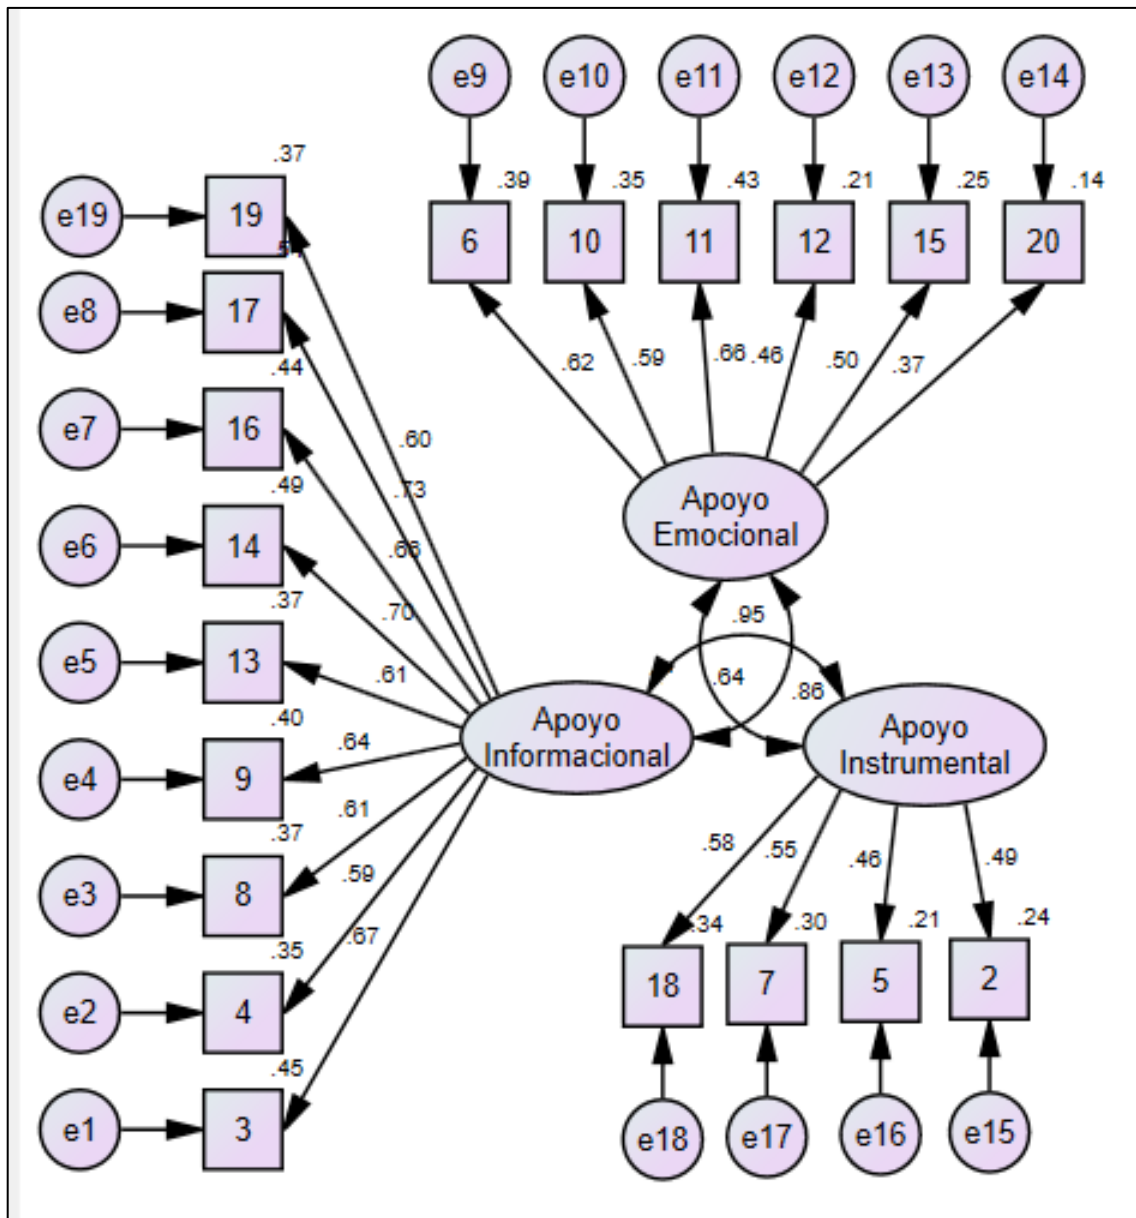 e9 e10 e11 e12 e13 e14
.37
.39 .35 .43 .21 .25 .14
e19 19
6 10 11 12 15 20
e8 17
.44
.62 .59 .66 .46 .50 .37
e7 16
.60
.49
.73
Apoyo
Emocional
e6 14
.37
.70
.95
e5 13
.61
.64 .86
.40
.64
Apoyo
Informacional
Apoyo
Instrumental
e4 9
.37
.61
.58 .55 .46 .49
.59
e3 8
.35
.67
.34 .30 .21 .24
18 7 5 2
e2 4
.45
e1 3
e18 e17 e16 e15